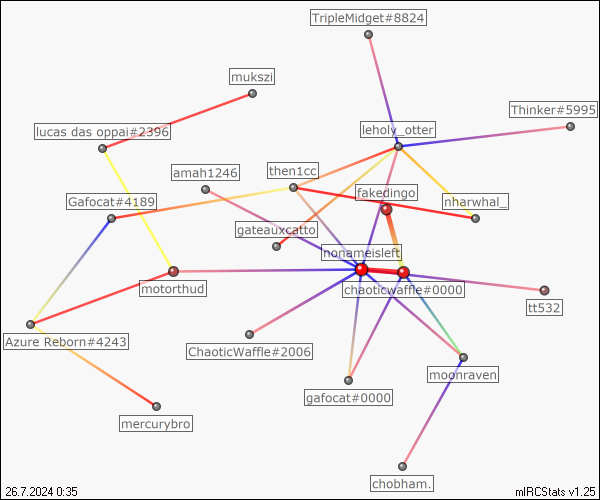 TripleMidget#8824
mukszi
Thinker#5995
lucas das oppai#2396
leholy_otter
amah1246
then1cc
fakedingo
Gafocat#4189
nharwhal_
gateauxcatto
nonameisleft
motorthud
chaoticwaffle#0000
tt532
Azure Reborn#4243
ChaoticWaffle#2006
moonraven
gafocat#0000
mercurybro
chobham.
26.7.2024 0:35
mIRCStats v1.25